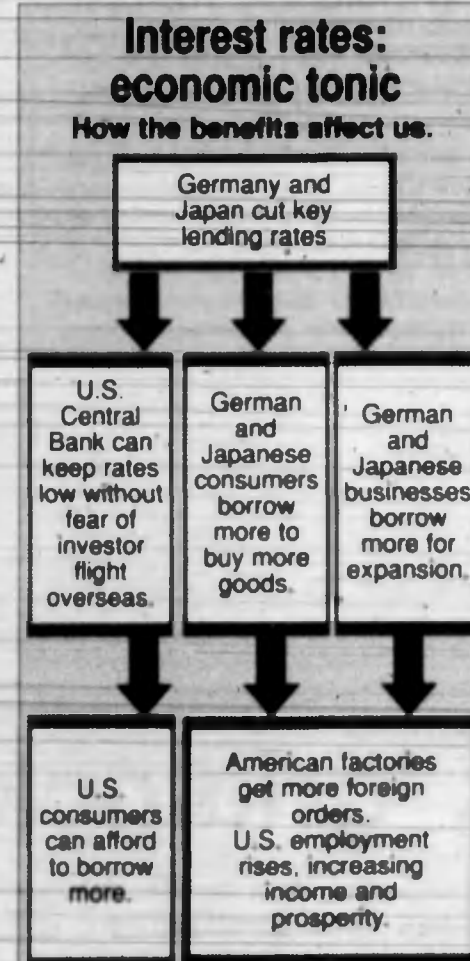 Interest rates:
economic tonic
How the benefits affect us.
Germany and
Japan cut key
lending rates
U.S.
Central
Bank can
keep rates
low without
fear of
investor
flight
overseas.
German
and
Japanese
consumers
borrow
more to
buy more
goods.
German
and
Japanese
businesses
borrow
more for
expansion.
U.S.
consumers
can afford
to borrow
more.
American factories
get more foreign
orders.
U.S. employment
rises, increasing
income and
prosperity.